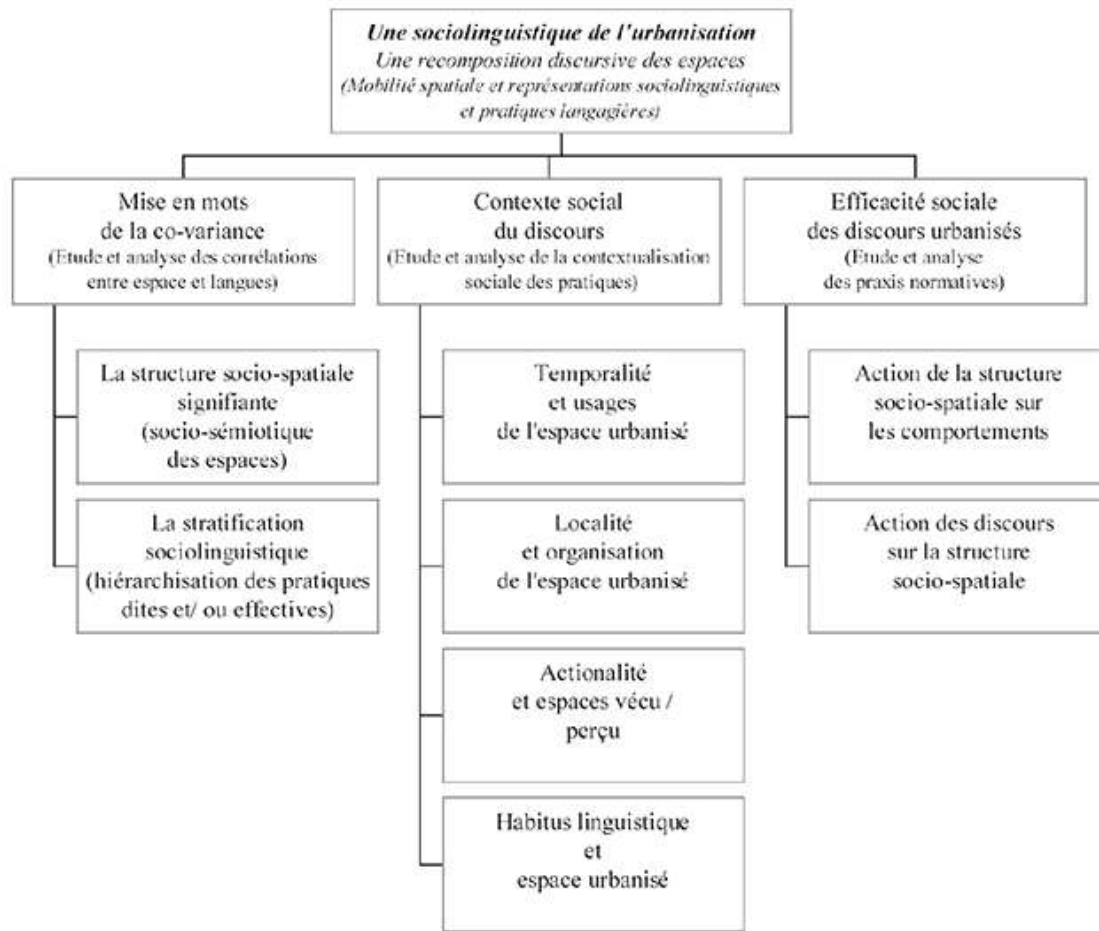 Une sociolinguistique de l'urbanisation
Une recomposition discursive des espaces
(Mobilité spatiale et représentations sociolinguistiques
et pratiques langagières)
Mise en mots
de la co-variance
(Etude et analyse des corrélations
entre espace et langues)
La structure socio-spatiale
signifiante
(socio-sémiotique
des espaces)
La stratification
sociolinguistique
(hiérarchisation des pratiques
dites et/ ou effectives)
Contexte social
du discours
(Etude et analyse de la contextualisation
sociale des pratiques)
Temporalité
et usages
de l'espace urbanisé
Localité
et organisation
de l'espace urbanisé
Actionalité
et espaces vécu /
perçu
Habitus linguistique
et
espace urbanisé
Efficacité sociale
des discours urbanisés
(Etude et analyse
des praxis normatives)
Action de la structure
socio-spatiale sur
les comportements
Action des discours
sur la structure
socio-spatiale